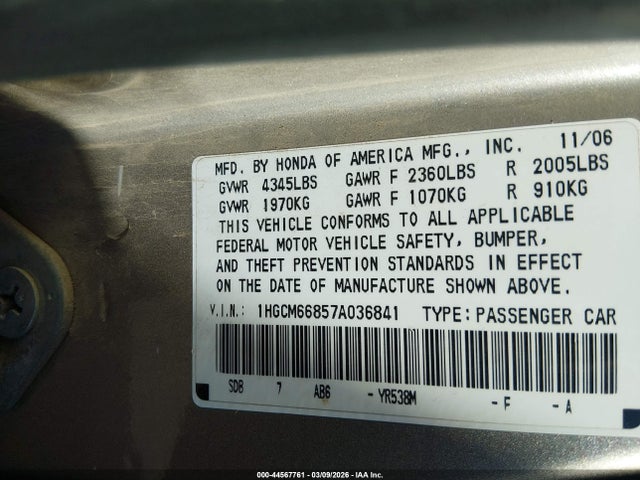 MFD. BY HONDA OF AMERICA MFG., INC. 11/06
GVWR 4345LBS GAWR F 2360LBS R 2005LBS
GVWR 1970KG GAWR F 1070KG R 910KG
THIS VEHICLE CONFORMS TO ALL APPLICABLE
FEDERAL MOTOR VEHICLE SAFETY, BUMPER,
AND THEFT PREVENTION STANDARDS IN EFFECT
ON THE DATE OF MANUFACTURE SHOWN ABOVE.
V.I.N.: 1HGCM66857A036841 TYPE: PASSENGER CAR
SDB 7 AB6 - YR538M - F - A
000-44567761 - 03/09/2026 - IAA Inc.